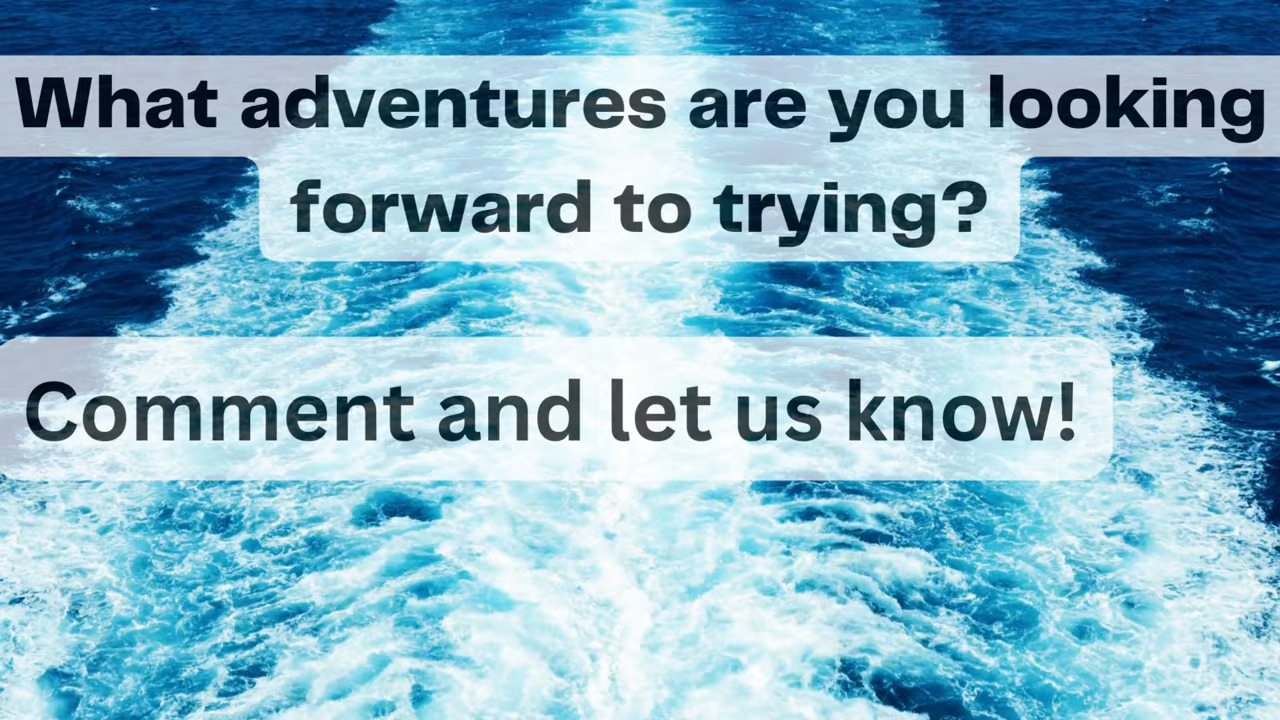 What adventures are you looking
forward to trying?
Comment and let us know!